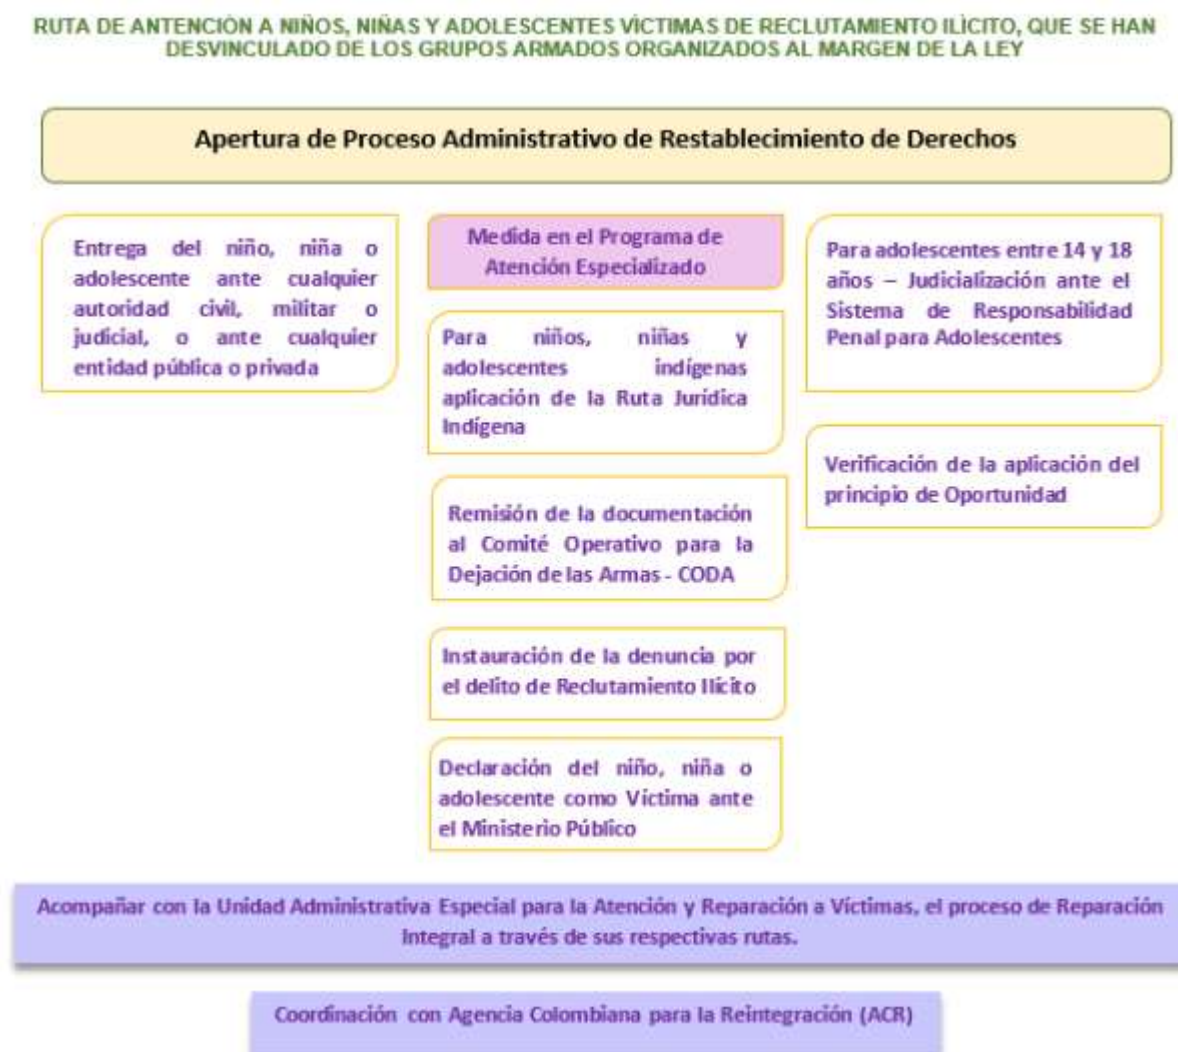 RUTA DE ANTENCIÓN A NIÑOS, NIÑAS Y ADOLESCENTES VÍCTIMAS DE RECLUTAMIENTO ILÌCITO, QUE SE HAN
DESVINCULADO DE LOS GRUPOS ARMADOS ORGANIZADOS AL MARGEN DE LA LEY
Apertura de Proceso Administrativo de Restablecimiento de Derechos
Entrega del niño, niña o
adolescente ante cualquier
autoridad civil, militar o
judicial, o ante cualquier
entidad pública o privada
Medida en el Programa de
Atención Especializado
Para niños, niñas y
adolescentes indígenas
aplicación de la Ruta Jurídica
Indígena
Remisión de la documentación
al Comité Operativo para la
Dejación de las Armas - CODA
Instauración de la denuncia por
el delito de Reclutamiento Ilícito
Declaración del niño, niña o
adolescente como Víctima ante
el Ministerio Público
Para adolescentes entre 14 y 18
años – Judicialización ante el
Sistema de Responsabilidad
Penal para Adolescentes
Verificación de la aplicación del
principio de Oportunidad
Acompañar con la Unidad Administrativa Especial para la Atención y Reparación a Víctimas, el proceso de Reparación
Integral a través de sus respectivas rutas.
Coordinación con Agencia Colombiana para la Reintegración (ACR)